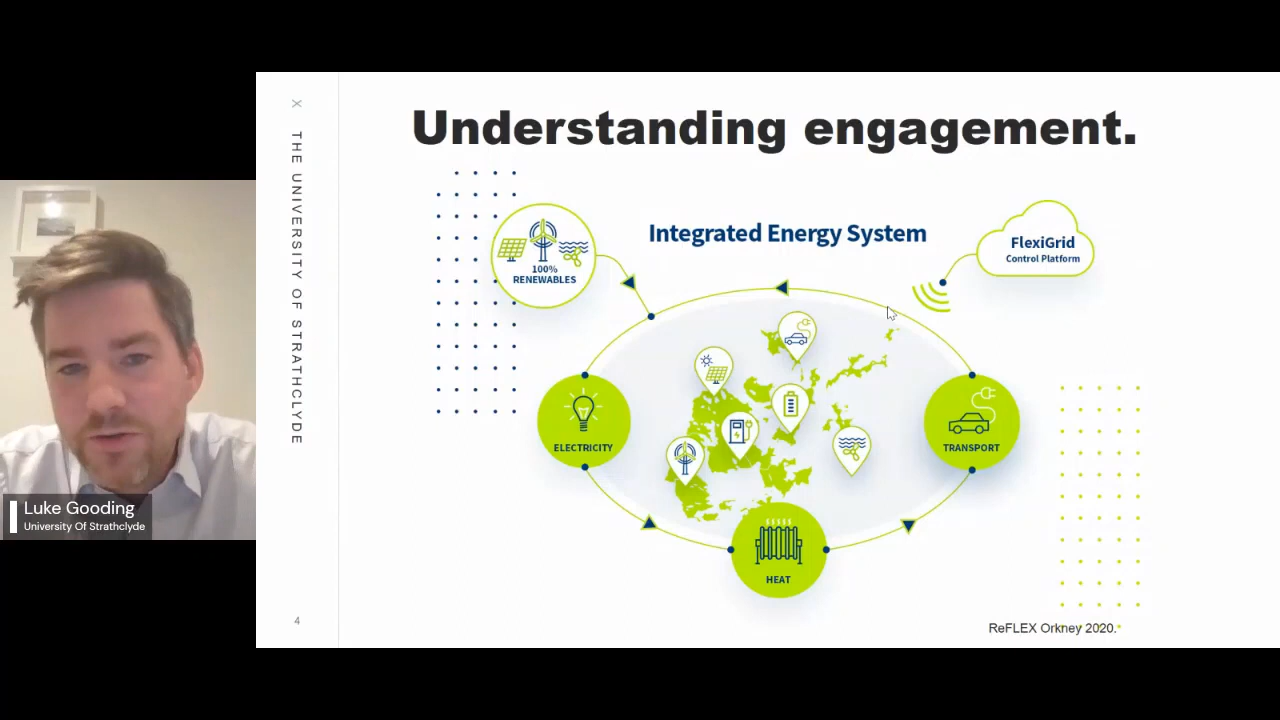 Understanding engagement.
X THE UNIVERSITY OF STRATHCLYDE
Integrated Energy System
100%
RENEWABLES
FlexiGrid
Control Platform
ELECTRICITY
TRANSPORT
HEAT
Luke Gooding
University Of Strathclyde
4
ReFLEX Orkney 2020.